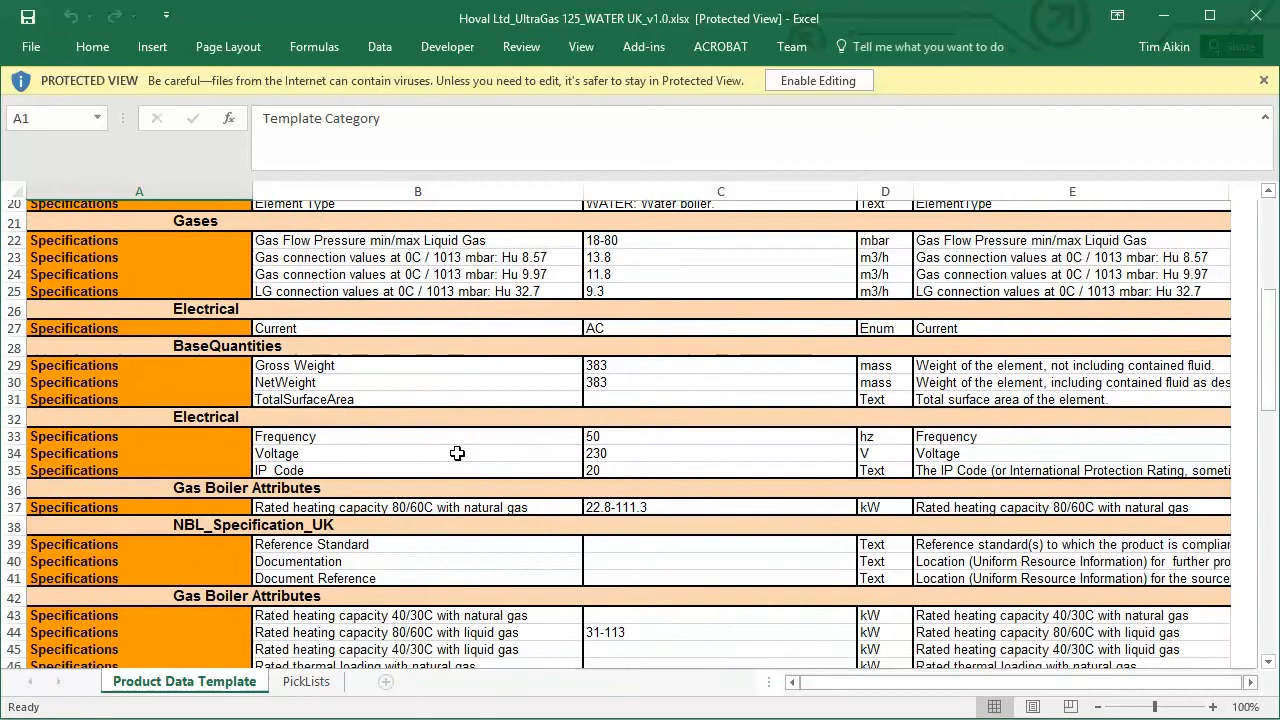 Hoval Ltd_UltraGas 125_WATER UK_v1.0.xlsx [Protected View] - Excel
File Home Insert Page Layout Formulas Data Developer Review View Add-ins ACROBAT Team Tell me what you want to do Tim Aikin Share
PROTECTED VIEW Be careful—files from the Internet can contain viruses. Unless you need to edit, it's safer to stay in Protected View. Enable Editing
A1 fx Template Category
A B C D E
20 Specifications Element Type WATER: Water boiler. Text ElementType
21 Gases
22 Specifications Gas Flow Pressure min/max Liquid Gas 18-80 mbar Gas Flow Pressure min/max Liquid Gas
23 Specifications Gas connection values at 0C / 1013 mbar: Hu 8.57 13.8 m3/h Gas connection values at 0C / 1013 mbar: Hu 8.57
24 Specifications Gas connection values at 0C / 1013 mbar: Hu 9.97 11.8 m3/h Gas connection values at 0C / 1013 mbar: Hu 9.97
25 Specifications LG connection values at 0C / 1013 mbar: Hu 32.7 9.3 m3/h LG connection values at 0C / 1013 mbar: Hu 32.7
26 Electrical
27 Specifications Current AC Enum Current
28 BaseQuantities
29 Specifications Gross Weight 383 mass Weight of the element, not including contained fluid.
30 Specifications NetWeight 383 mass Weight of the element, including contained fluid as des
31 Specifications TotalSurfaceArea Text Total surface area of the element.
32 Electrical
33 Specifications Frequency 50 hz Frequency
34 Specifications Voltage 230 V Voltage
35 Specifications IP_Code 20 Text The IP Code (or International Protection Rating, someti
36 Gas Boiler Attributes
37 Specifications Rated heating capacity 80/60C with natural gas 22.8-111.3 kW Rated heating capacity 80/60C with natural gas
38 NBL_Specification_UK
39 Specifications Reference Standard Text Reference standard(s) to which the product is complian
40 Specifications Documentation Text Location (Uniform Resource Information) for further pro
41 Specifications Document Reference Text Location (Uniform Resource Information) for the source
42 Gas Boiler Attributes
43 Specifications Rated heating capacity 40/30C with natural gas kW Rated heating capacity 40/30C with natural gas
44 Specifications Rated heating capacity 80/60C with liquid gas 31-113 kW Rated heating capacity 80/60C with liquid gas
45 Specifications Rated heating capacity 40/30C with liquid gas kW Rated heating capacity 40/30C with liquid gas
46 Specifications Rated thermal loading with natural gas kW Rated thermal loading with natural gas
Product Data Template PickLists
Ready 100%